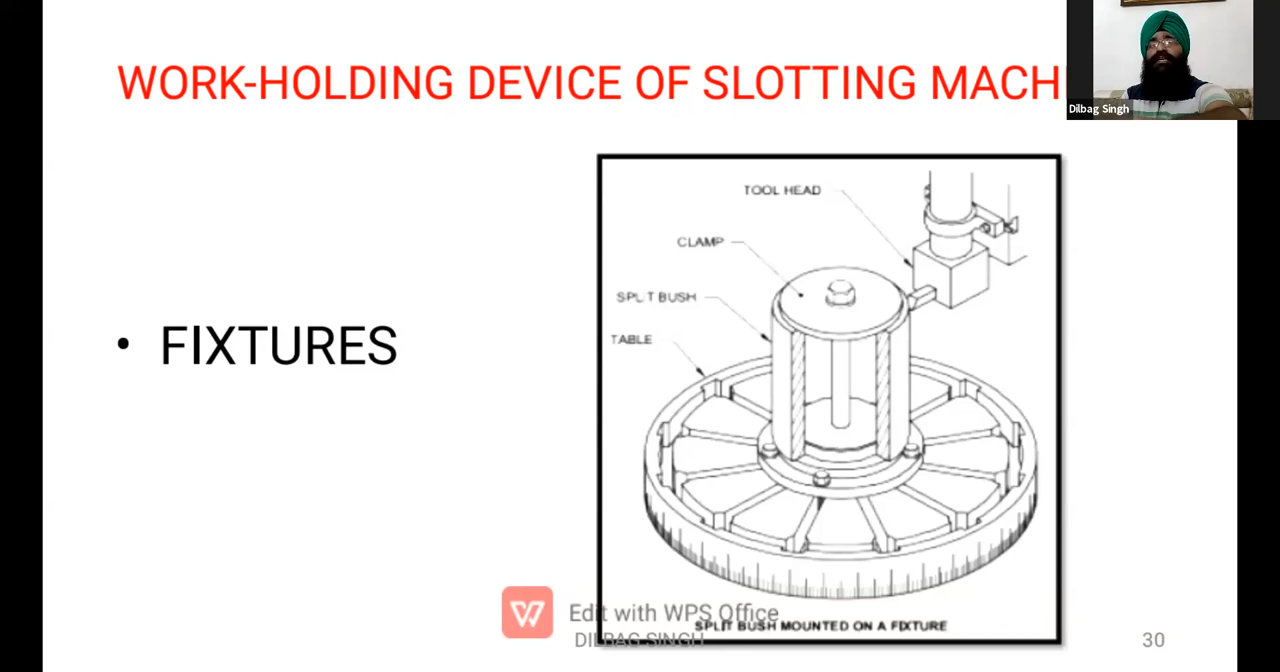 WORK-HOLDING DEVICE OF SLOTTING MACH
Dilbag Singh
TOOL HEAD
CLAMP
SPLIT BUSH
TABLE
• FIXTURES
Edit with WPS Office
SPLIT BUSH MOUNTED ON A FIXTURE
DILBAG SINGH
30